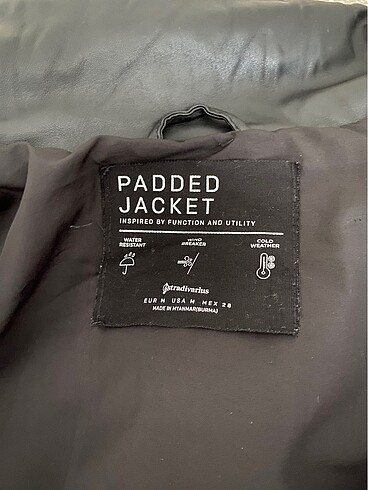 PADDED
JACKET
INSPIRED BY FUNCTION AND UTILITY
WATER RESISTANT
WIND BREAKER
COLD WEATHER
stradivarius
EUR M USA M MEX 28
MADE IN MYANMAR(BURMA)